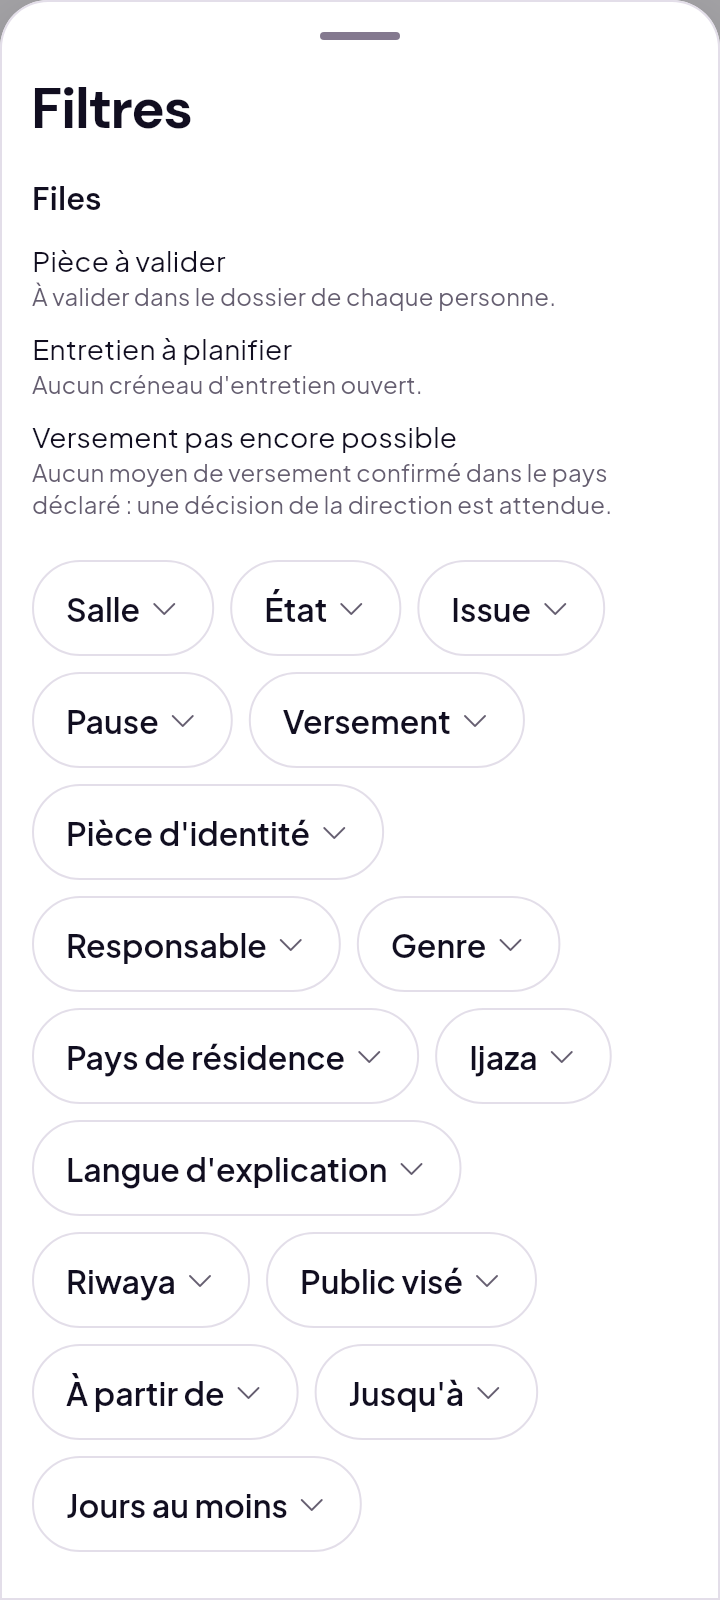 Filtres
Files
Pièce à valider
À valider dans le dossier de chaque personne.
Entretien à planifier
Aucun créneau d'entretien ouvert.
Versement pas encore possible
Aucun moyen de versement confirmé dans le pays
déclaré : une décision de la direction est attendue.
Salle État Issue
Pause Versement
Pièce d'identité
Responsable Genre
Pays de résidence Ijaza
Langue d'explication
Riwaya Public visé
À partir de Jusqu'à
Jours au moins